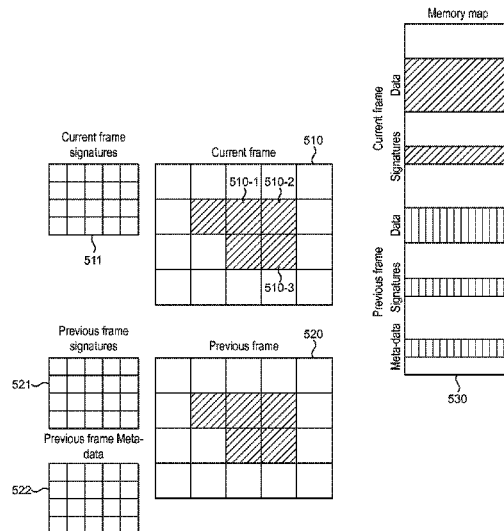 Memory map
Current frame
Data
Signatures
Previous frame
Data
Signatures
Meta-data
530
Current frame
signatures
511
Current frame
510
510-1
510-2
510-3
Previous frame
signatures
521
Previous frame Meta-
data
522
Previous frame
520